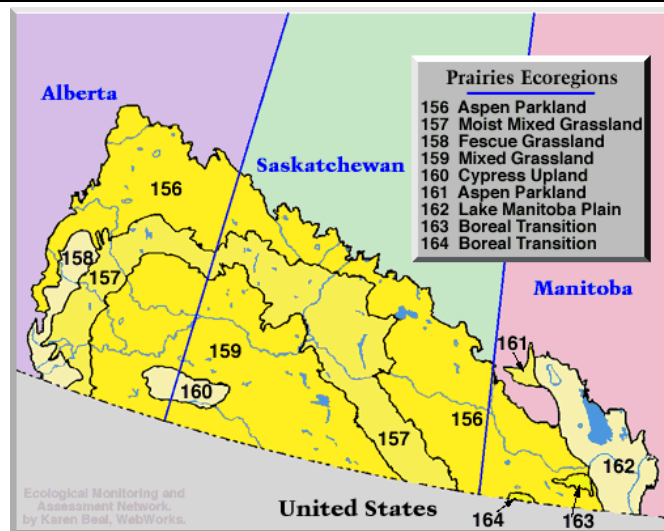 Prairies Ecoregions
156 Aspen Parkland
157 Moist Mixed Grassland
158 Fescue Grassland
159 Mixed Grassland
160 Cypress Upland
161 Aspen Parkland
162 Lake Manitoba Plain
163 Boreal Transition
164 Boreal Transition
Alberta
Saskatchewan
Manitoba
156
158
157
159
160
161
156
157
162
164
163
United States
Ecological Monitoring and
Assessment Network.
by Karen Beal, WebWorks.